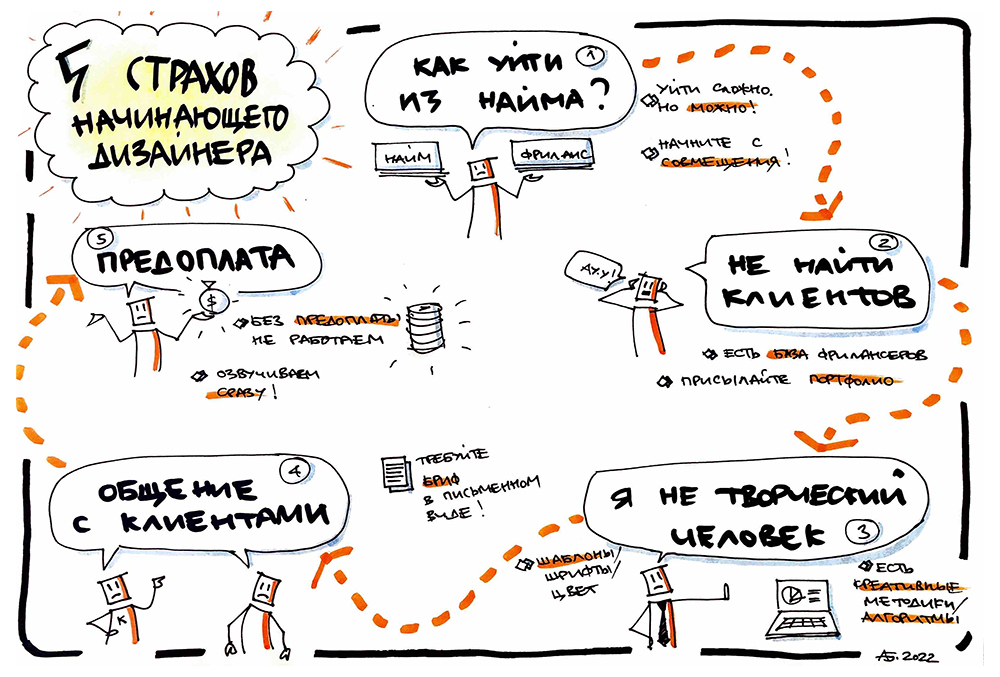 5 СТРАХОВ
НАЧИНАЮЩЕГО
ДИЗАЙНЕРА
1
КАК УЙТИ
ИЗ НАЙМА?
НАЙМ
ФРИЛАНС
УЙТИ СЛОЖНО.
НО МОЖНО!
НАЧНИТЕ С
СОВМЕЩЕНИЯ!
2
НЕ НАЙТИ
КЛИЕНТОВ
АУ,У!
ЕСТЬ БАЗА ФРИЛАНСЕРОВ
ПРИСЫЛАЙТЕ ПОРТФОЛИО
Я НЕ ТВОРЧЕСКИЙ
ЧЕЛОВЕК 3
ШАБЛОНЫ/
ШРИФТЫ/
ЦВЕТ
ЕСТЬ
КРЕАТИВНЫЕ
МЕТОДИКИ/
АЛГОРИТМЫ
4
ОБЩЕНИЕ
С КЛИЕНТАМИ
К
ТРЕБУЙТЕ
БРИФ
В ПИСЬМЕННОМ
ВИДЕ!
5
ПРЕДОПЛАТА
$
БЕЗ ПРЕДОПЛАТЫ
НЕ РАБОТАЕМ
ОЗВУЧИВАЕМ
СРАЗУ!
АБ. 2022